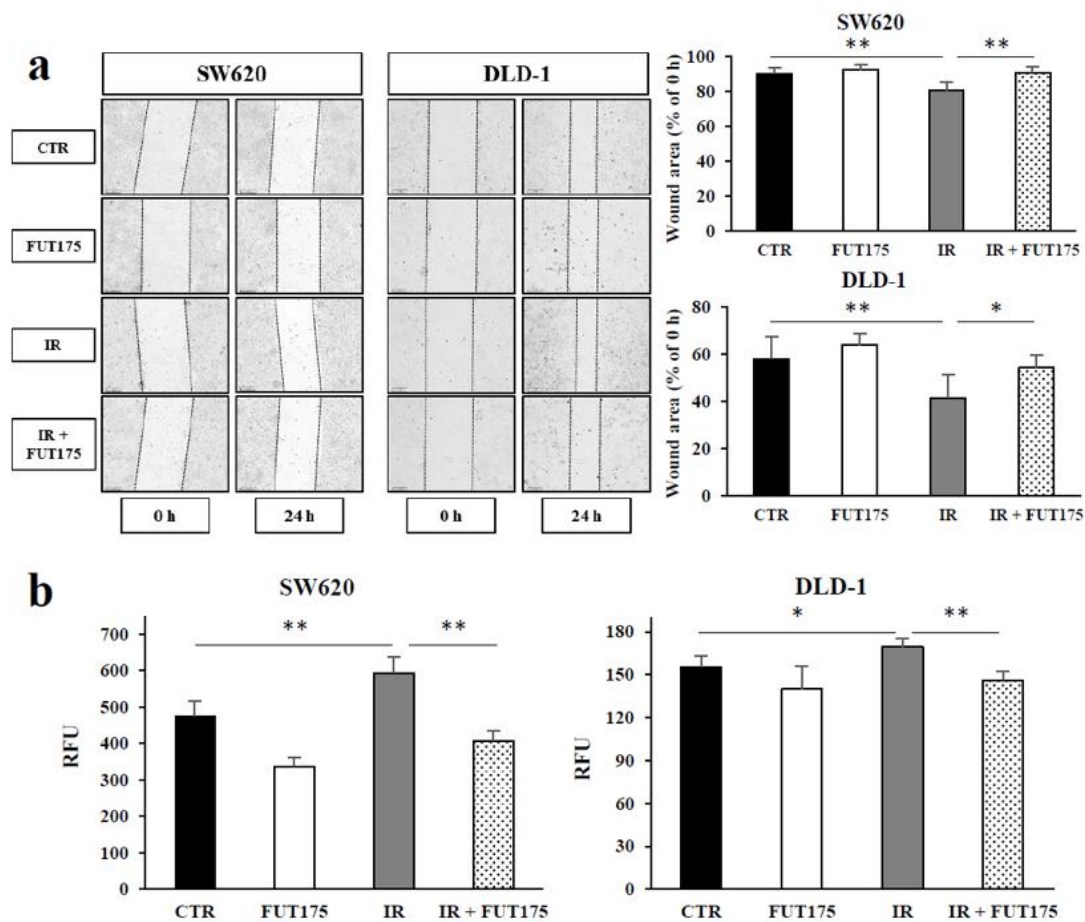 a
SW620
DLD-1
CTR
FUT175
IR
IR +
FUT175
0 h
24 h
0 h
24 h
SW620
Wound area (% of 0 h)
100
80
60
40
20
0
**
**
CTR
FUT175
IR
IR + FUT175
DLD-1
Wound area (% of 0 h)
80
60
40
20
0
**
*
CTR
FUT175
IR
IR + FUT175
b
SW620
RFU
700
600
500
400
300
200
100
0
**
**
CTR
FUT175
IR
IR + FUT175
DLD-1
RFU
180
150
120
90
60
30
0
*
**
CTR
FUT175
IR
IR + FUT175